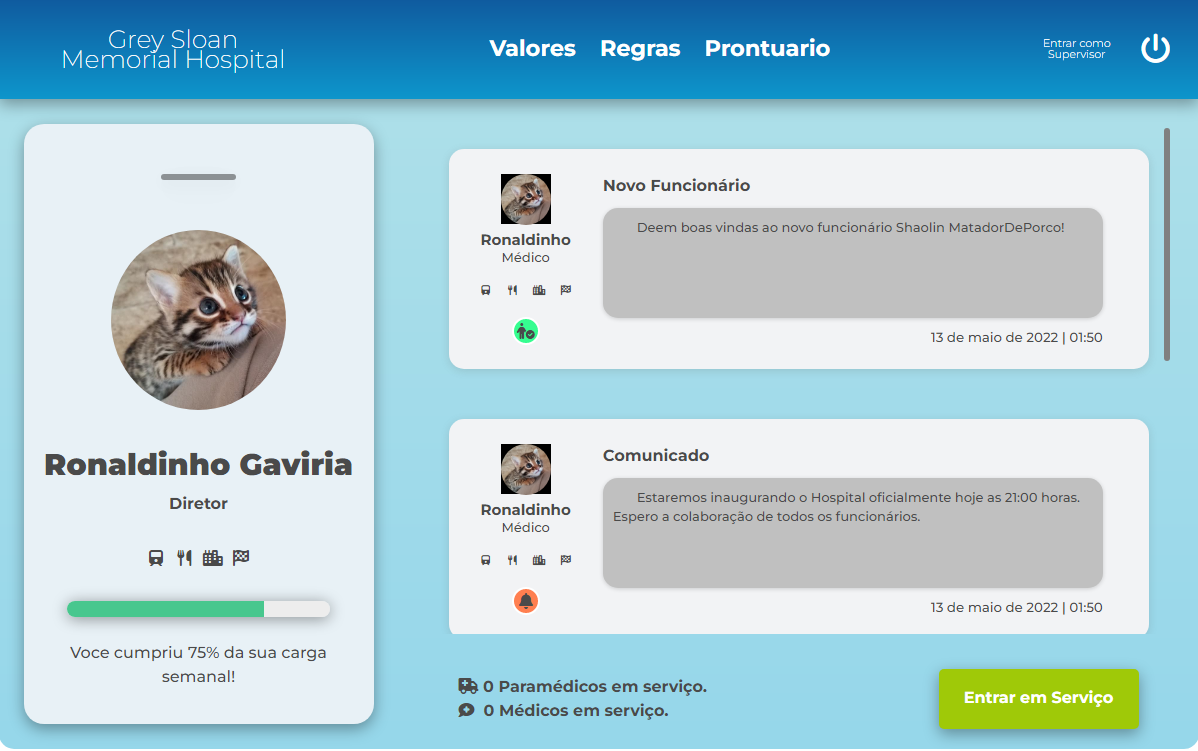 Grey Sloan
Memorial Hospital
Valores
Regras
Prontuario
Entrar como
Supervisor
Ronaldinho Gaviria
Diretor
Voce cumpriu 75% da sua carga
semanal!
Ronaldinho
Médico
Novo Funcionário
Deem boas vindas ao novo funcionário Shaolin MatadorDePorco!
13 de maio de 2022 | 01:50
Ronaldinho
Médico
Comunicado
Estaremos inaugurando o Hospital oficialmente hoje as 21:00 horas.
Espero a colaboração de todos os funcionários.
13 de maio de 2022 | 01:50
0 Paramédicos em serviço.
0 Médicos em serviço.
Entrar em Serviço